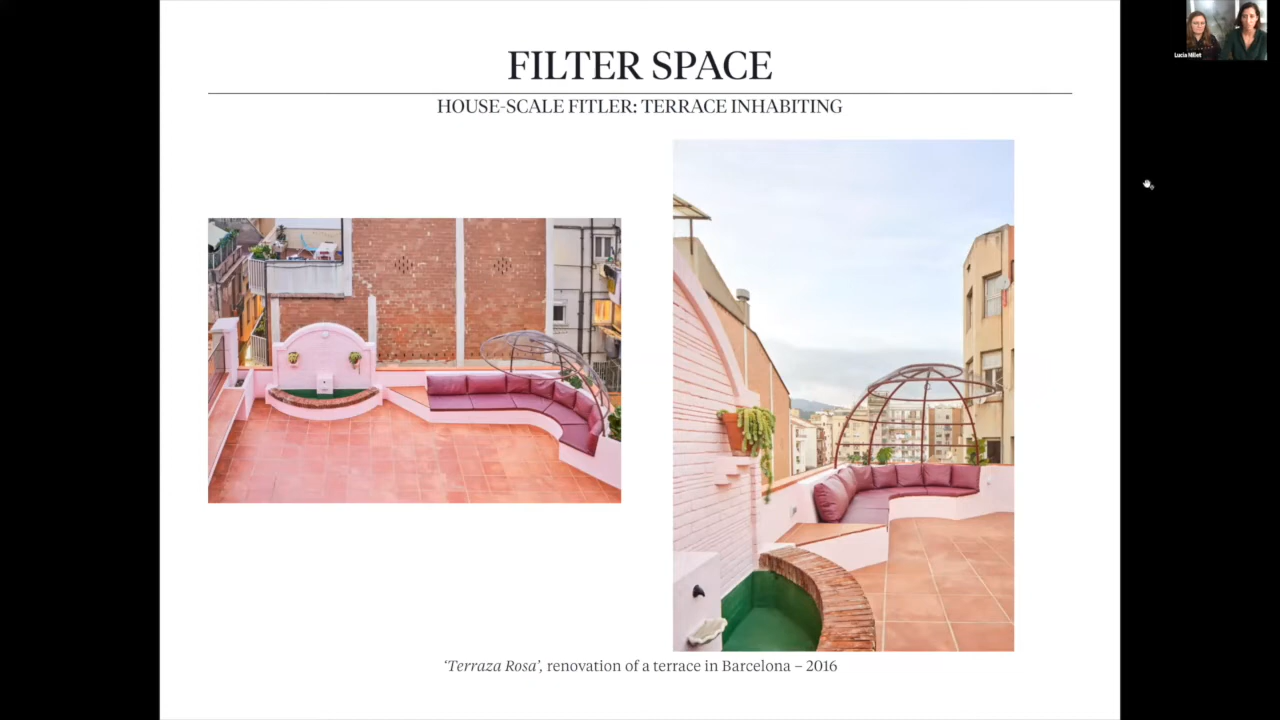 FILTER SPACE
HOUSE-SCALE FITLER: TERRACE INHABITING
'Terraza Rosa', renovation of a terrace in Barcelona – 2016
Lucia Millet